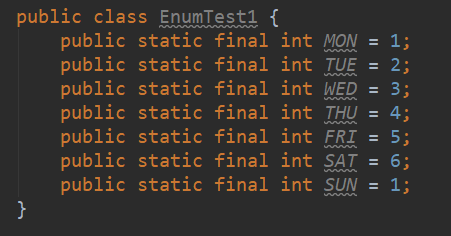 public class EnumTest1 {
    public static final int MON = 1;
    public static final int TUE = 2;
    public static final int WED = 3;
    public static final int THU = 4;
    public static final int FRI = 5;
    public static final int SAT = 6;
    public static final int SUN = 1;
}